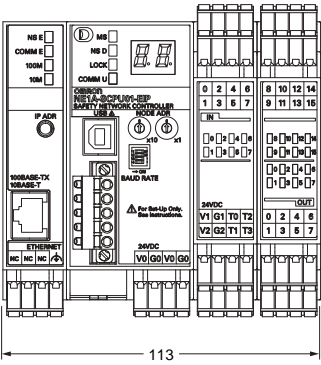 NS E
COMM E
100M
10M
IP ADR
100BASE-TX
10BASE-T
ETHERNET
NC NC NC
MS
NS D
LOCK
COMM U
OMRON
NE1A-SCPU01-EIP
SAFETY NETWORK CONTROLLER
USB
NODE ADR
x10 x1
ON
BAUD RATE
For Set-Up Only.
See Instructions.
24VDC
V0 G0 V0 G0
0 2 4 6
1 3 5 7
IN
0 2 4 6
1 3 5 7
24VDC
V1 G1 T0 T2
V2 G2 T1 T3
8 10 12 14
9 11 13 15
8 10 12 14
9 11 13 15
0 2 4 6
1 3 5 7
OUT
0 2 4 6
1 3 5 7
113